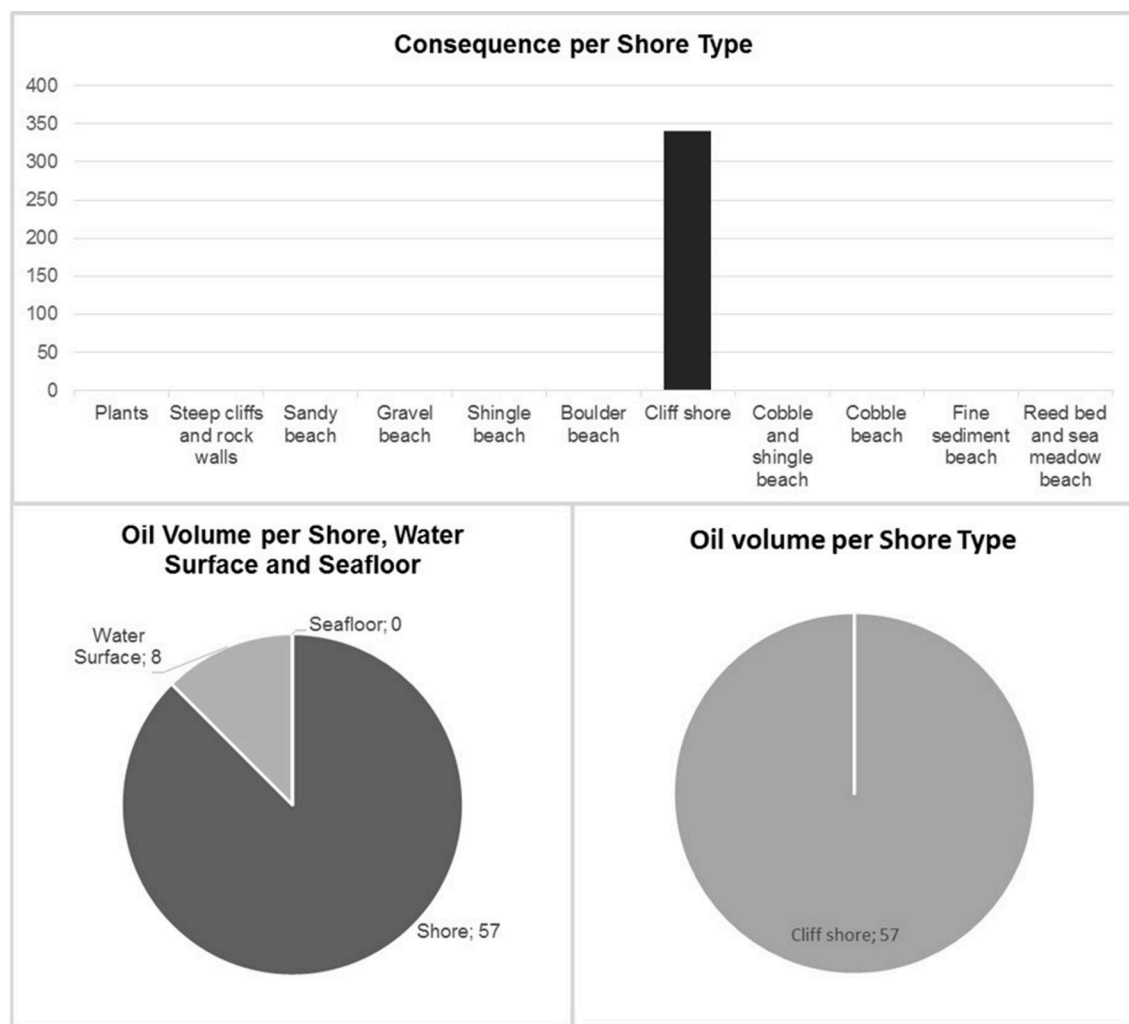 Consequence per Shore Type
400
350
300
250
200
150
100
50
0
Plants
Steep cliffs
and rock
walls
Sandy
beach
Gravel
beach
Shingle
beach
Boulder
beach
Cliff shore
Cobble
and
shingle
beach
Cobble
beach
Fine
sediment
beach
Reed bed
and sea
meadow
beach
Oil Volume per Shore, Water
Surface and Seafloor
Seafloor; 0
Water
Surface; 8
Shore; 57
Oil volume per Shore Type
Cliff shore; 57